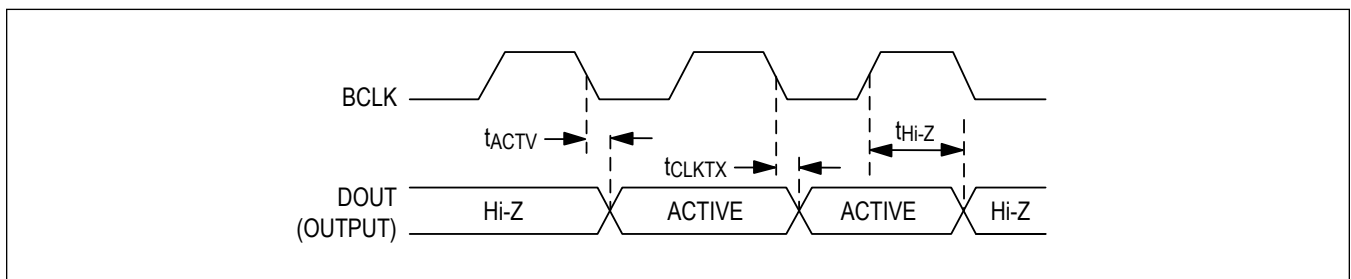 BCLK
tACTV
tHi-Z
tCLKTX
DOUT
(OUTPUT)
Hi-Z
ACTIVE
ACTIVE
Hi-Z